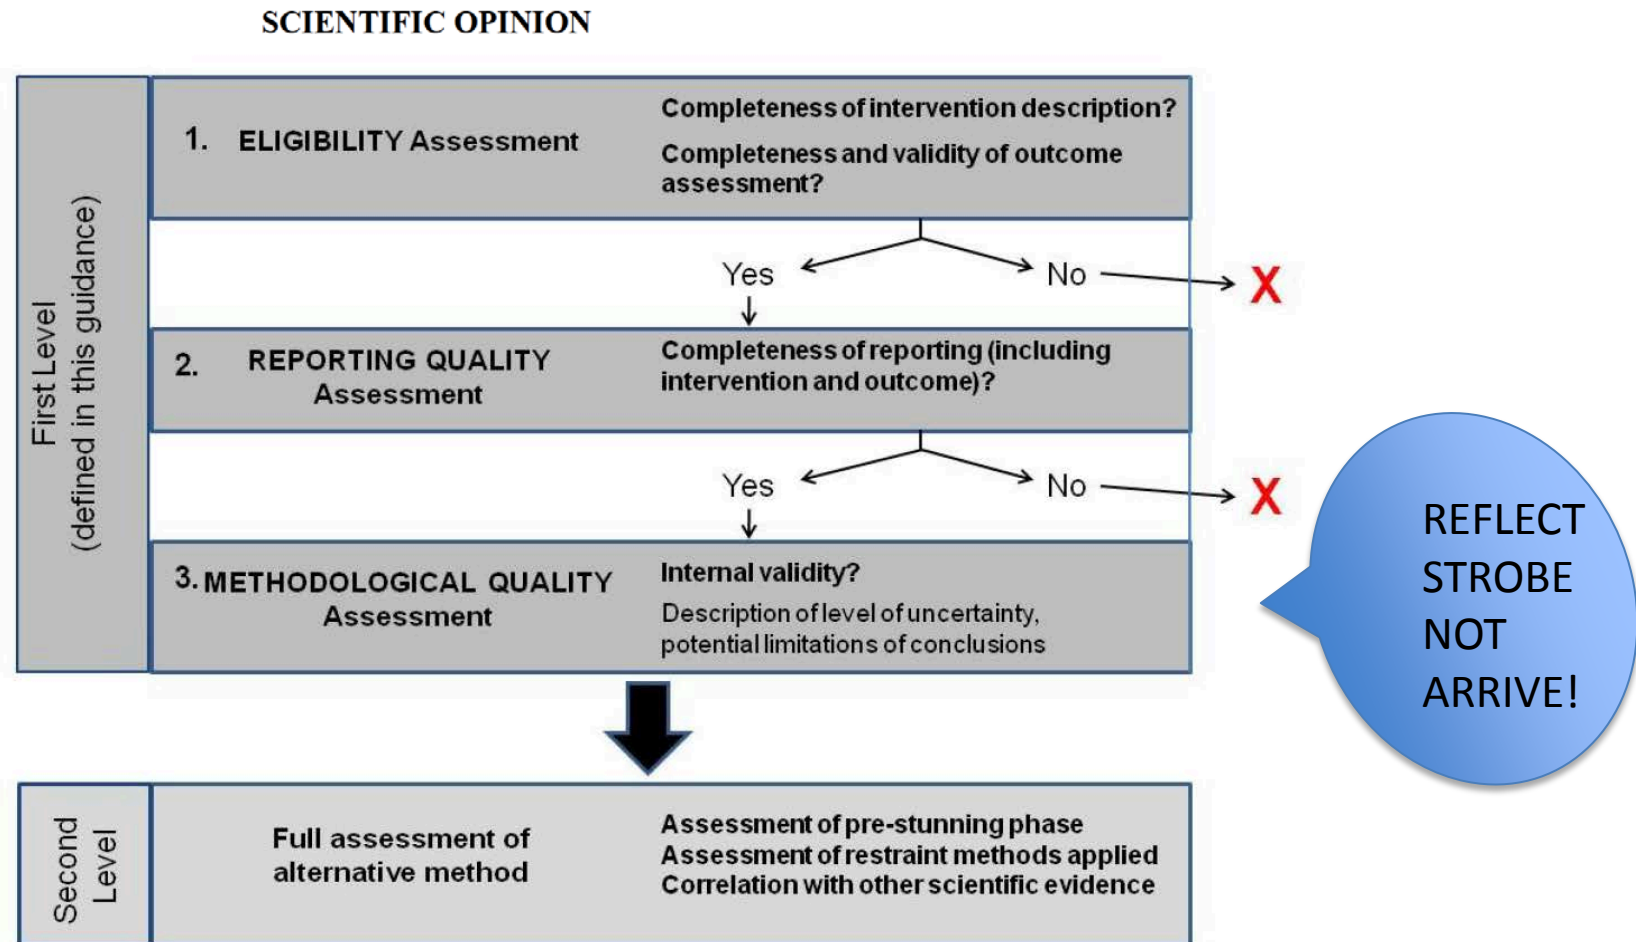 SCIENTIFIC OPINION
First Level
(defined in this guidance)
1. ELIGIBILITY Assessment
Completeness of intervention description?
Completeness and validity of outcome
assessment?
Yes
No
X
2. REPORTING QUALITY
Assessment
Completeness of reporting (including
intervention and outcome)?
Yes
No
X
3. METHODOLOGICAL QUALITY
Assessment
Internal validity?
Description of level of uncertainty,
potential limitations of conclusions
REFLECT
STROBE
NOT
ARRIVE!
Second
Level
Full assessment of
alternative method
Assessment of pre-stunning phase
Assessment of restraint methods applied
Correlation with other scientific evidence